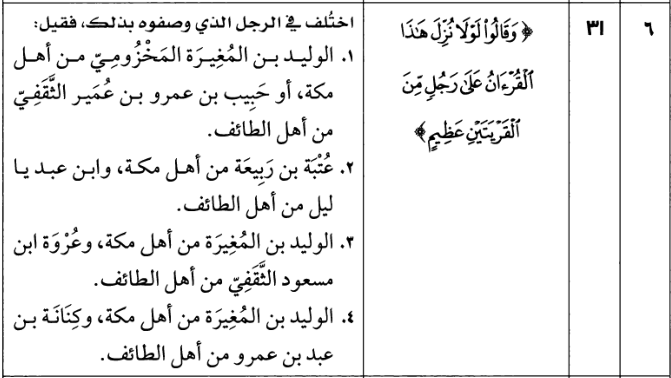 ٦
٣١
﴿ وَقَالُوا۟ لَوْلَا نُزِّلَ هَـٰذَا
ٱلْقُرْءَانُ عَلَىٰ رَجُلٍ مِّنَ
ٱلْقَرْيَتَيْنِ عَظِيمٍ ﴾
اختُلف في الرجل الذي وصفوه بذلك، فقيل:
١. الوليد بن المُغِيرَة المَخْزُوميّ من أهل
مكة، أو حَبِيب بن عمرو بن عُمَير الثَّقَفِيّ
من أهل الطائف.
٢. عُتْبَة بن رَبِيعَة من أهل مكة، وابن عبد يا
ليل من أهل الطائف.
٣. الوليد بن المُغِيرَة من أهل مكة، وعُرْوَة ابن
مسعود الثَّقَفِيّ من أهل الطائف.
٤. الوليد بن المُغِيرَة من أهل مكة، وكِنَانَة بن
عبد بن عمرو من أهل الطائف.